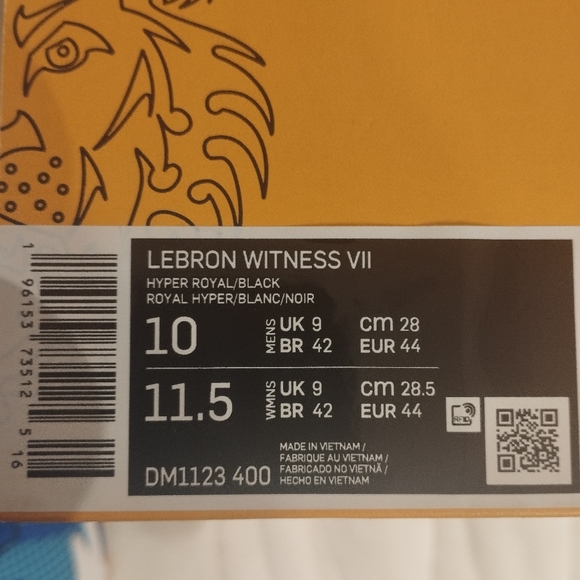 LEBRON WITNESS VII
HYPER ROYAL/BLACK
ROYAL HYPER/BLANC/NOIR
10 MENS UK 9 cm 28
BR 42 EUR 44
11.5 WMNS UK 9 cm 28.5
BR 42 EUR 44
RFID
MADE IN VIETNAM /
FABRIQUE AU VIETNAM /
FABRICADO NO VIETNÃ /
HECHO EN VIETNAM
DM1123 400
1 96153 73512 5 16